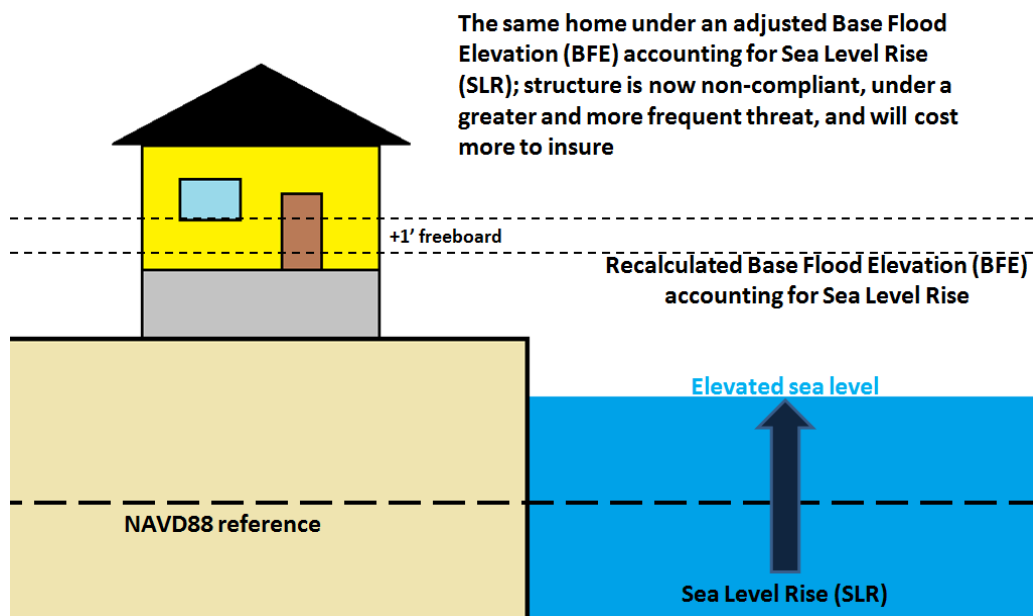 The same home under an adjusted Base Flood
Elevation (BFE) accounting for Sea Level Rise
(SLR); structure is now non-compliant, under a
greater and more frequent threat, and will cost
more to insure
+1’ freeboard
Recalculated Base Flood Elevation (BFE)
accounting for Sea Level Rise
Elevated sea level
NAVD88 reference
Sea Level Rise (SLR)